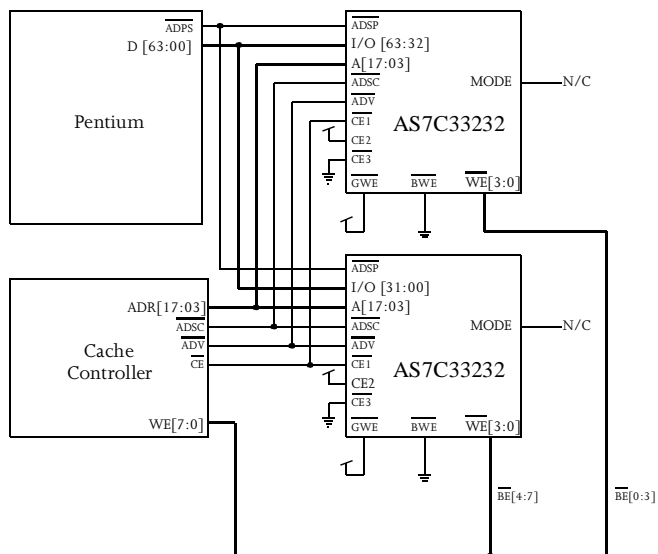 ADPS
D [63:00]
Pentium
ADSP
I/O [63:32]
A[17:03]
ADSC
ADV
CE1
CE2
CE3
MODE
N/C
AS7C33232
GWE
BWE
WE[3:0]
ADR[17:03]
ADSC
ADV
CE
Cache
Controller
WE[7:0]
ADSP
I/O [31:00]
A[17:03]
ADSC
ADV
CE1
CE2
CE3
MODE
N/C
AS7C33232
GWE
BWE
WE[3:0]
BE[4:7]
BE[0:3]